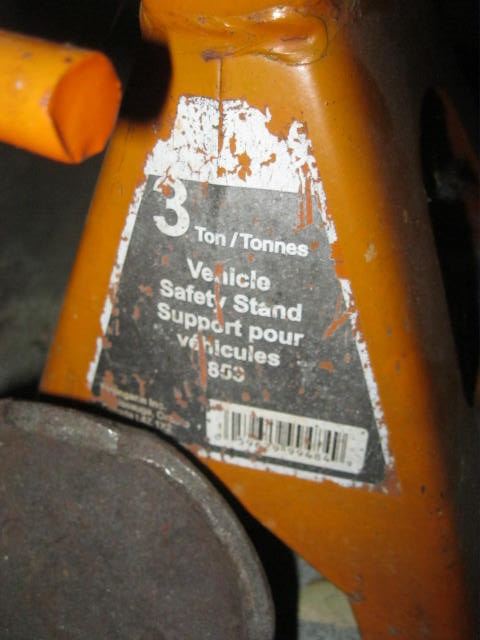 3 Ton / Tonnes
Vehicle
Safety Stand
Support pour
véhicules